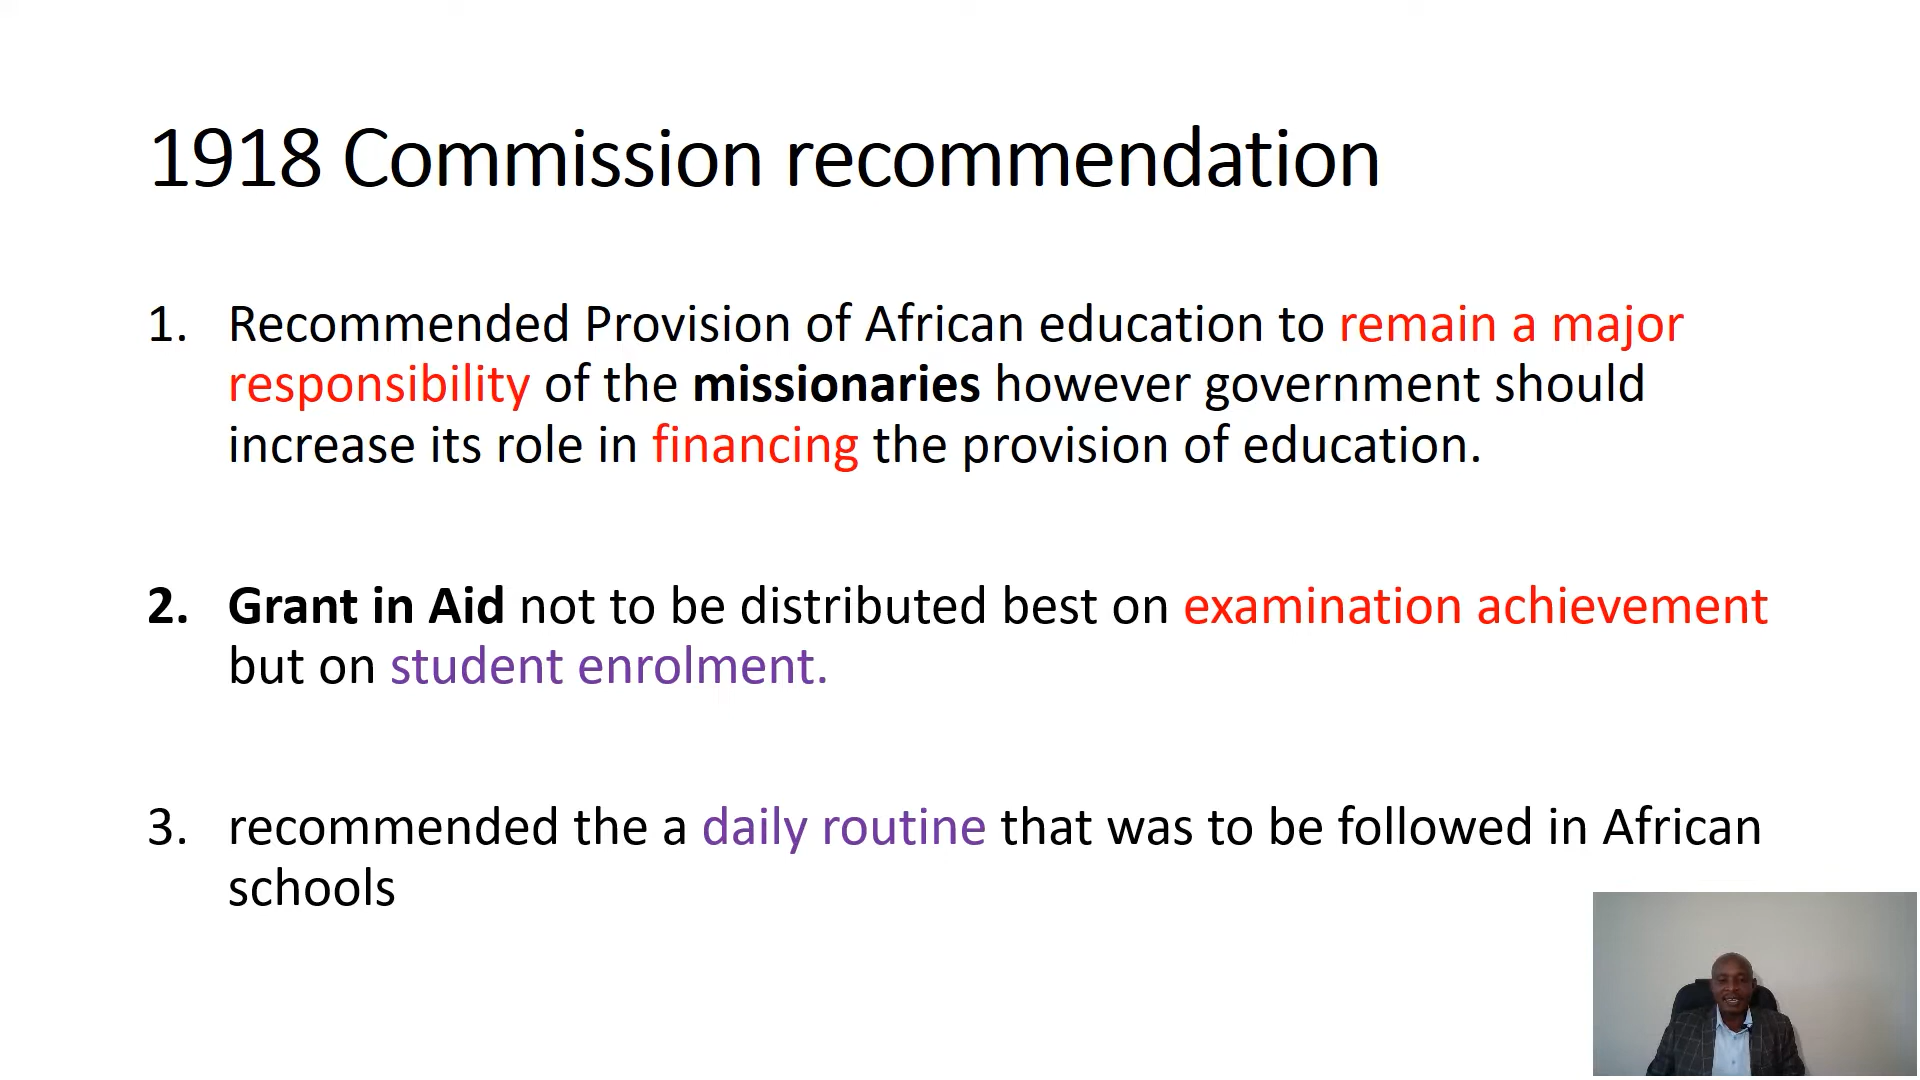 1918 Commission recommendation
1. Recommended Provision of African education to remain a major
responsibility of the missionaries however government should
increase its role in financing the provision of education.
2. Grant in Aid not to be distributed best on examination achievement
but on student enrolment.
3. recommended the a daily routine that was to be followed in African
schools